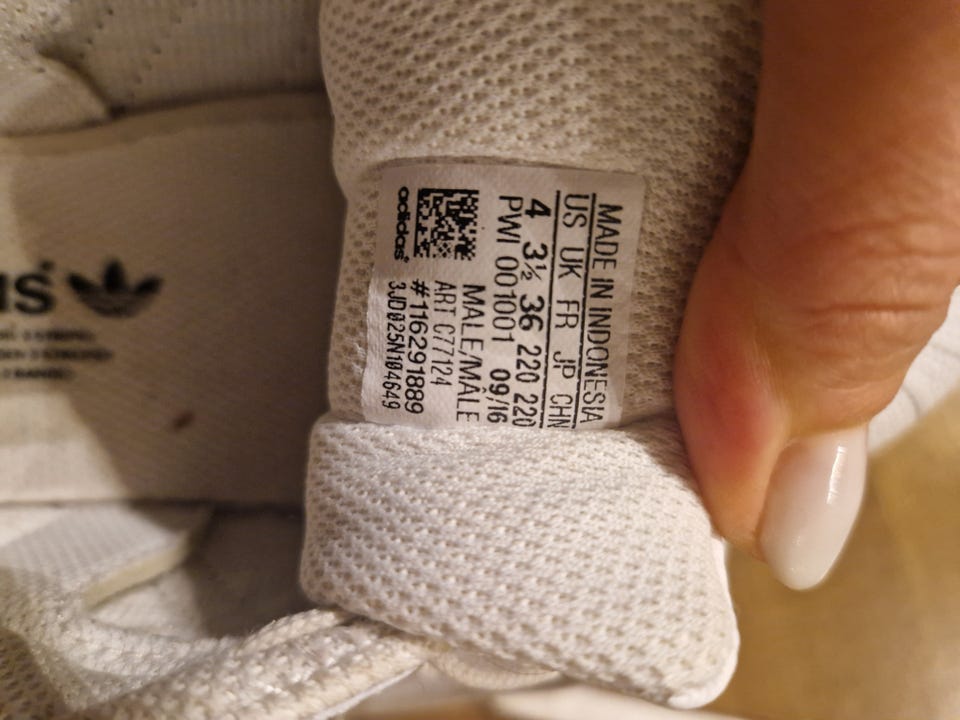 MADE IN INDONESIA
US UK FR JP CHN
4 3½ 36 220 220
PWI 001001 09/16
MALE/MÂLE
ART C77124
#116291889
3JD025N104649
adidas